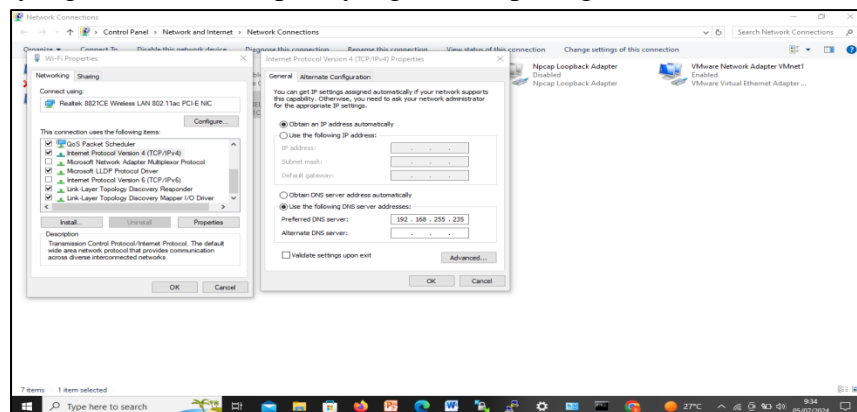 Network Connections
Control Panel > Network and Internet > Network Connections
Search Network Connections
Organize Connect To Disable this network device Diagnose this connection Rename this connection View status of this connection Change settings of this connection
Wi-Fi Properties
Networking Sharing
Connect using:
Realtek 8821CE Wireless LAN 802.11ac PCI-E NIC
Configure...
This connection uses the following items:
QoS Packet Scheduler
Internet Protocol Version 4 (TCP/IPv4)
Microsoft Network Adapter Multiplexor Protocol
Microsoft LLDP Protocol Driver
Internet Protocol Version 6 (TCP/IPv6)
Link-Layer Topology Discovery Responder
Link-Layer Topology Discovery Mapper I/O Driver
Install... Uninstall Properties
Description
Transmission Control Protocol/Internet Protocol. The default
wide area network protocol that provides communication
across diverse interconnected networks.
OK Cancel
Internet Protocol Version 4 (TCP/IPv4) Properties
General Alternate Configuration
You can get IP settings assigned automatically if your network supports
this capability. Otherwise, you need to ask your network administrator
for the appropriate IP settings.
Obtain an IP address automatically
Use the following IP address:
IP address:
Subnet mask:
Default gateway:
Obtain DNS server address automatically
Use the following DNS server addresses:
Preferred DNS server: 192 . 168 . 255 . 235
Alternate DNS server:
Validate settings upon exit
Advanced...
OK Cancel
Npcap Loopback Adapter
Disabled
Npcap Loopback Adapter
VMware Network Adapter VMnet1
Enabled
VMware Virtual Ethernet Adapter ...
7 items 1 item selected
Type here to search
27°C
9:34
05/07/2024